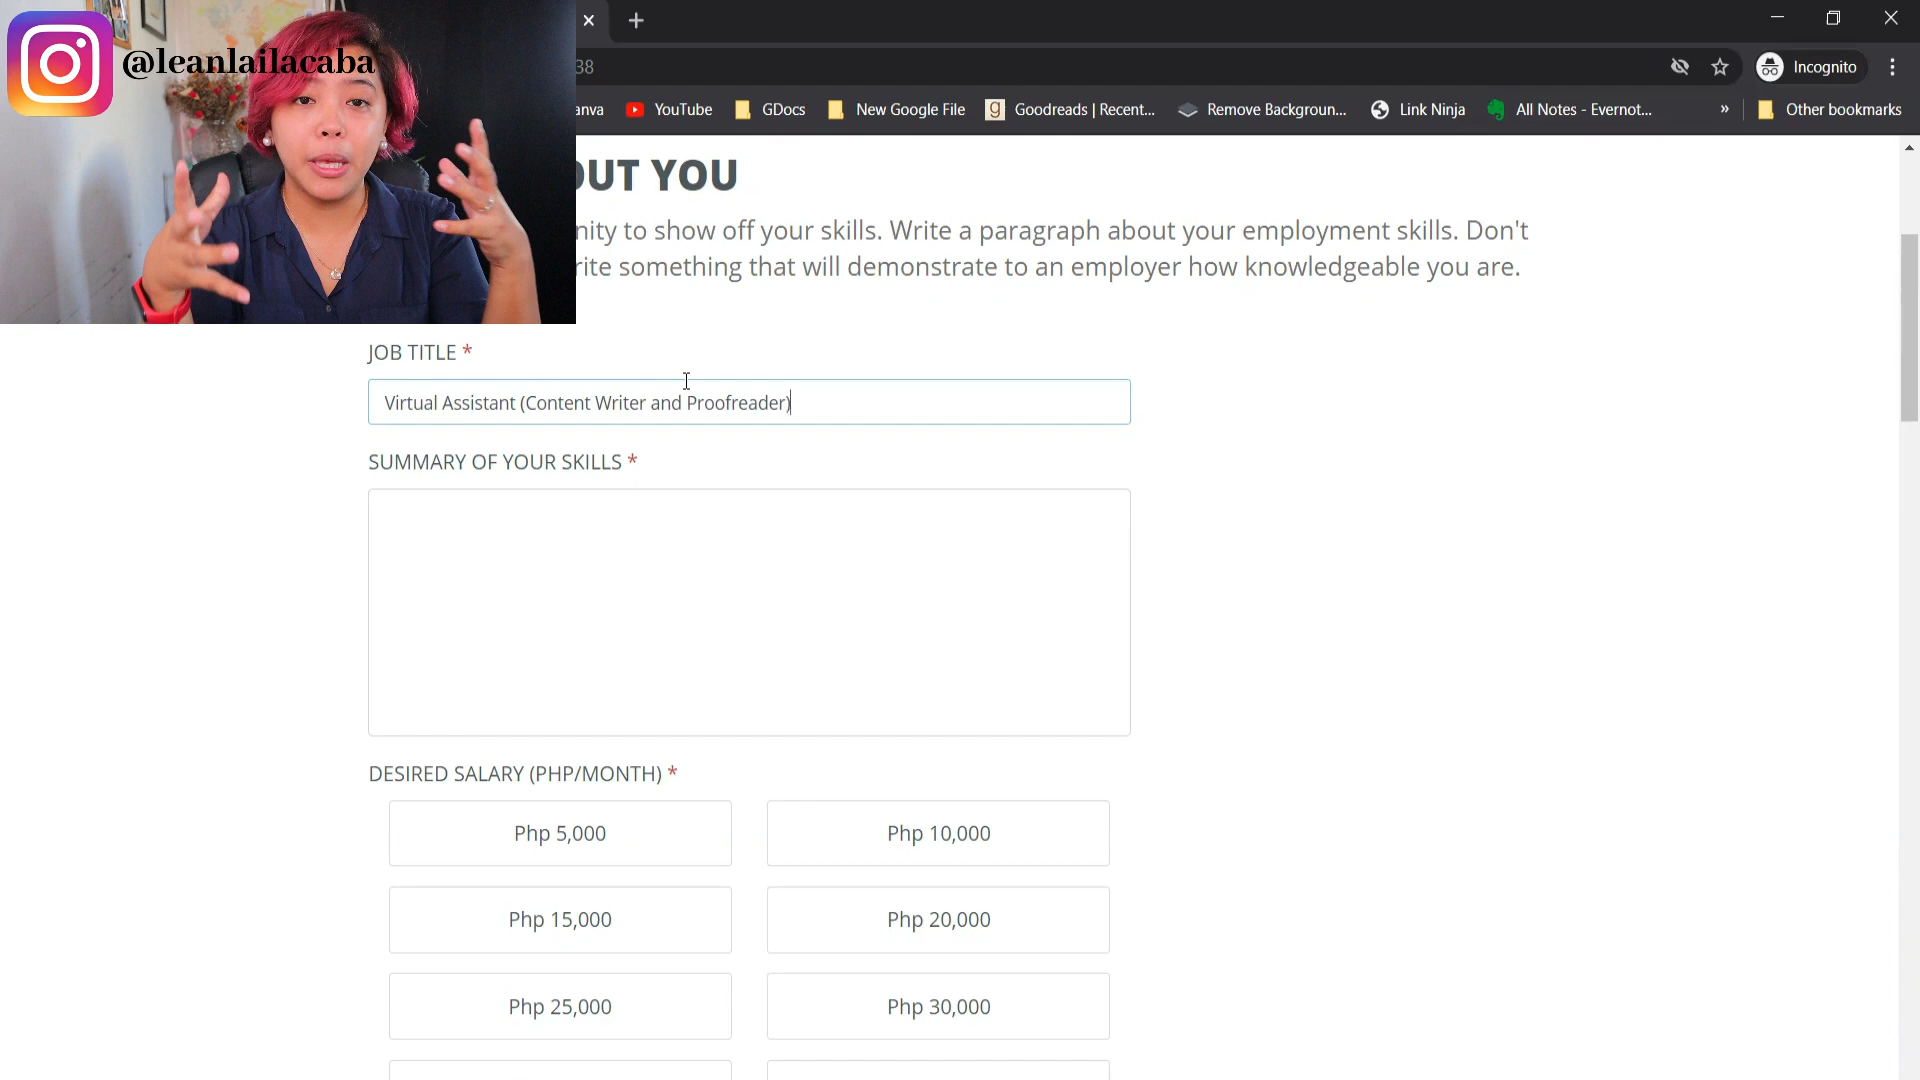 @leanlailacaba
38
Incognito
anva
YouTube
GDocs
New Google File
Goodreads | Recent...
Remove Backgroun...
Link Ninja
All Notes - Evernot...
»
Other bookmarks
OUT YOU
nity to show off your skills. Write a paragraph about your employment skills. Don't
rite something that will demonstrate to an employer how knowledgeable you are.
JOB TITLE *
Virtual Assistant (Content Writer and Proofreader)
SUMMARY OF YOUR SKILLS *
DESIRED SALARY (PHP/MONTH) *
Php 5,000
Php 10,000
Php 15,000
Php 20,000
Php 25,000
Php 30,000